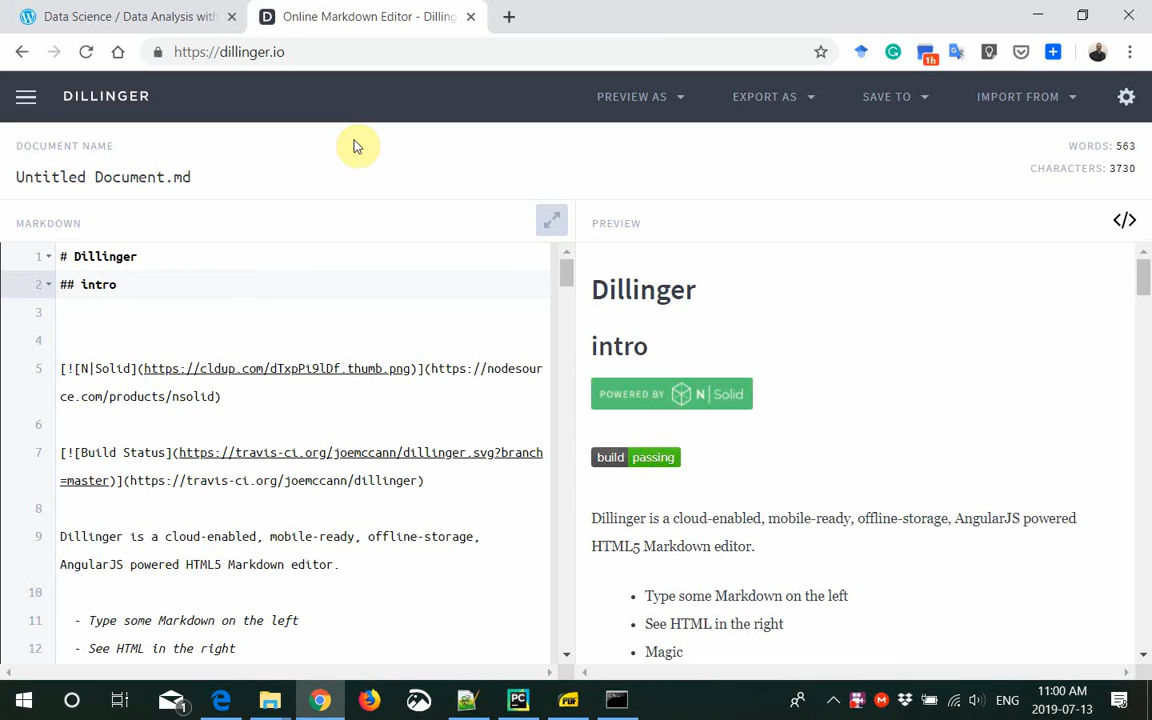 Data Science / Data Analysis with
Online Markdown Editor - Dilling
https://dillinger.io
1h
DILLINGER
PREVIEW AS
EXPORT AS
SAVE TO
IMPORT FROM
DOCUMENT NAME
WORDS: 563
CHARACTERS: 3730
Untitled Document.md
MARKDOWN
PREVIEW
1 # Dillinger
2 ## intro
3
4
5 [![N|Solid](https://cldup.com/dTxpPi9lDf.thumb.png)](https://nodesour
ce.com/products/nsolid)
6
7 [![Build Status](https://travis-ci.org/joemccann/dillinger.svg?branch
=master)](https://travis-ci.org/joemccann/dillinger)
8
9 Dillinger is a cloud-enabled, mobile-ready, offline-storage,
AngularJS powered HTML5 Markdown editor.
10
11 - Type some Markdown on the left
12 - See HTML in the right
Dillinger
intro
POWERED BY N|Solid
build passing
Dillinger is a cloud-enabled, mobile-ready, offline-storage, AngularJS powered
HTML5 Markdown editor.
• Type some Markdown on the left
• See HTML in the right
• Magic
1
PC
PDF
ENG
11:00 AM
2019-07-13